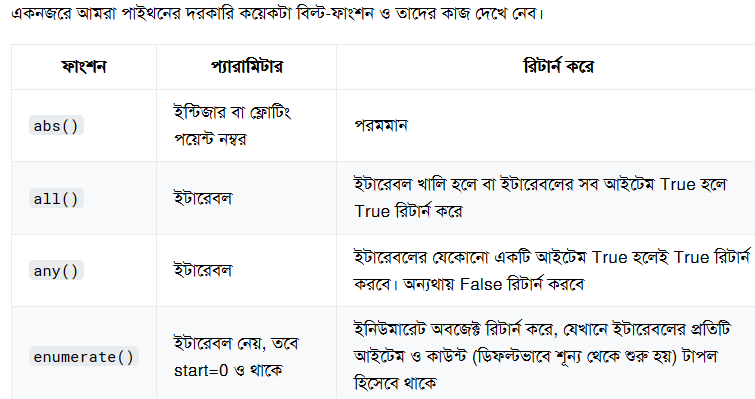 একনজরে আমরা পাইথনের দরকারি কয়েকটা বিল্ট-ফাংশন ও তাদের কাজ দেখে নেব।
ফাংশন প্যারামিটার রিটার্ন করে
abs() ইন্টিজার বা ফ্লোটিং পয়েন্ট নম্বর পরমমান
all() ইটারেবল ইটারেবল খালি হলে বা ইটারেবলের সব আইটেম True হলে
True রিটার্ন করে
any() ইটারেবল ইটারেবলের যেকোনো একটি আইটেম True হলেই True রিটার্ন
করবে। অন্যথায় False রিটার্ন করবে
enumerate() ইটারেবল নেয়, তবে start=0 ও থাকে ইনিউমারেট অবজেক্ট রিটার্ন করে, যেখানে ইটারেবলের প্রতিটি
আইটেম ও কাউন্ট (ডিফল্টভাবে শূন্য থেকে শুরু হয়) টাপল
হিসেবে থাকে